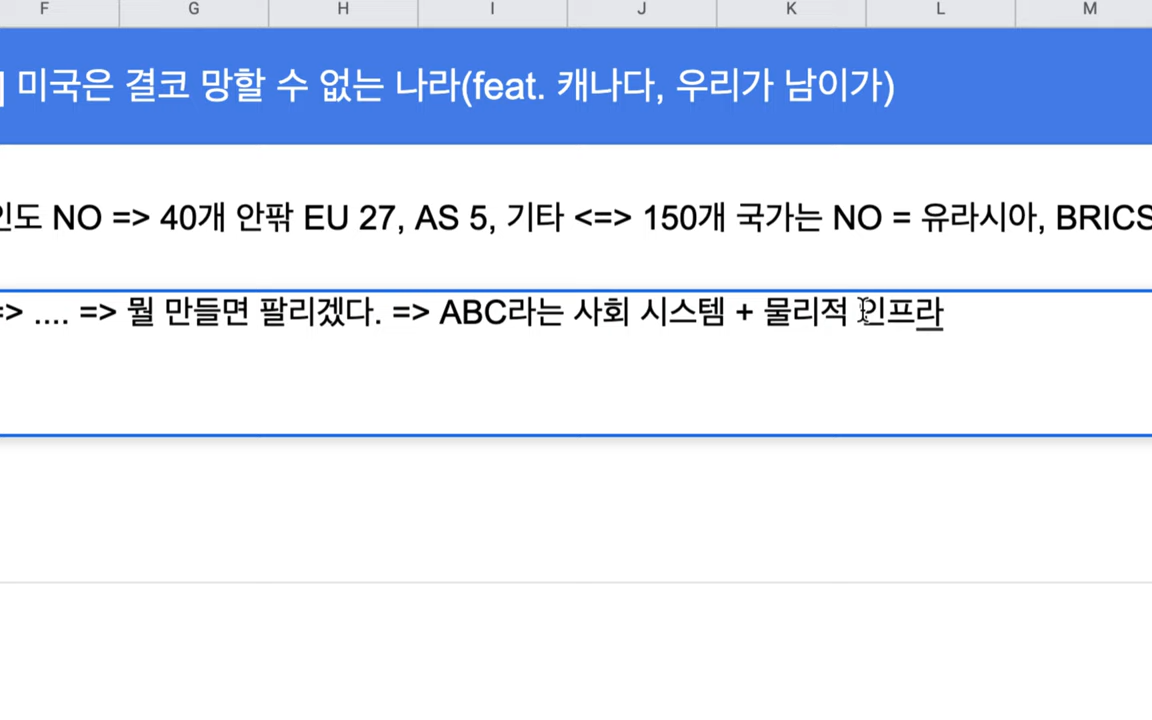 F G H I J K L M
미국은 결코 망할 수 없는 나라(feat. 캐나다, 우리가 남이가)
인도 NO => 40개 안팎 EU 27, AS 5, 기타 <=> 150개 국가는 NO = 유라시아, BRICS
=> .... => 뭘 만들면 팔리겠다. => ABC라는 사회 시스템 + 물리적 인프라